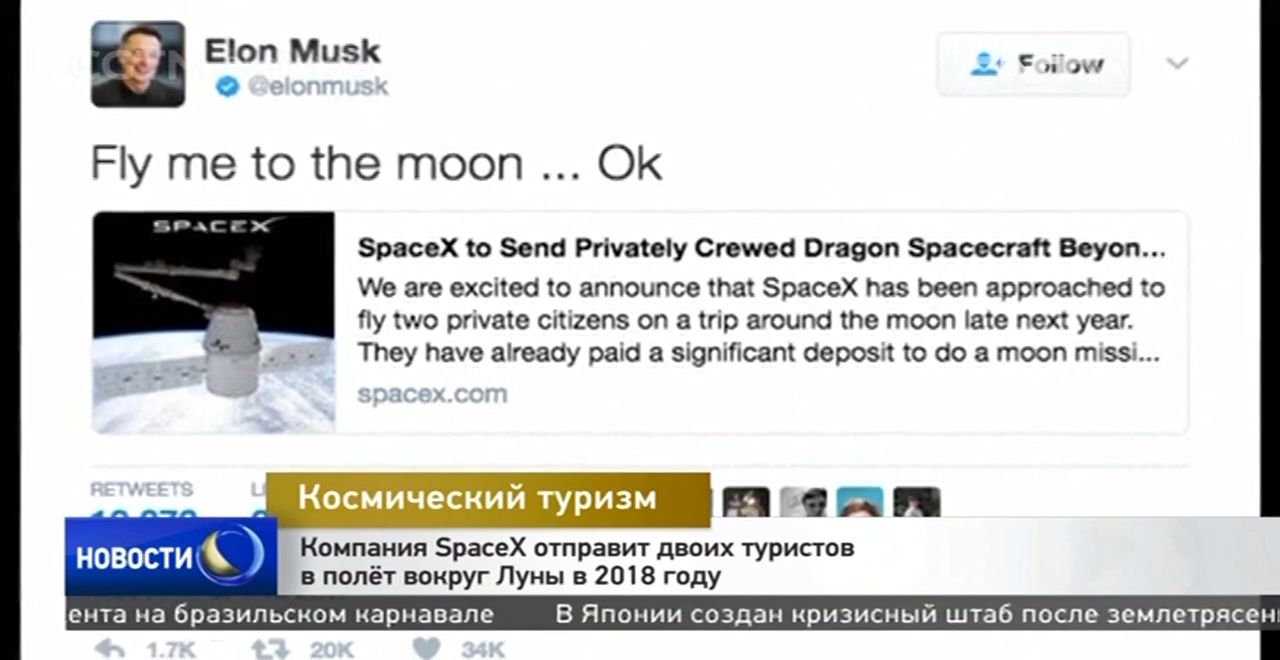 Elon Musk
@elonmusk
Follow
Fly me to the moon ... Ok
SPACEX
SpaceX to Send Privately Crewed Dragon Spacecraft Beyon...
We are excited to announce that SpaceX has been approached to
fly two private citizens on a trip around the moon late next year.
They have already paid a significant deposit to do a moon missi...
spacex.com
RETWEETS
Космический туризм
НОВОСТИ
Компания SpaceX отправит двоих туристов
в полёт вокруг Луны в 2018 году
ента на бразильском карнавале В Японии создан кризисный штаб после землетрясен
1.7K 20K 34K